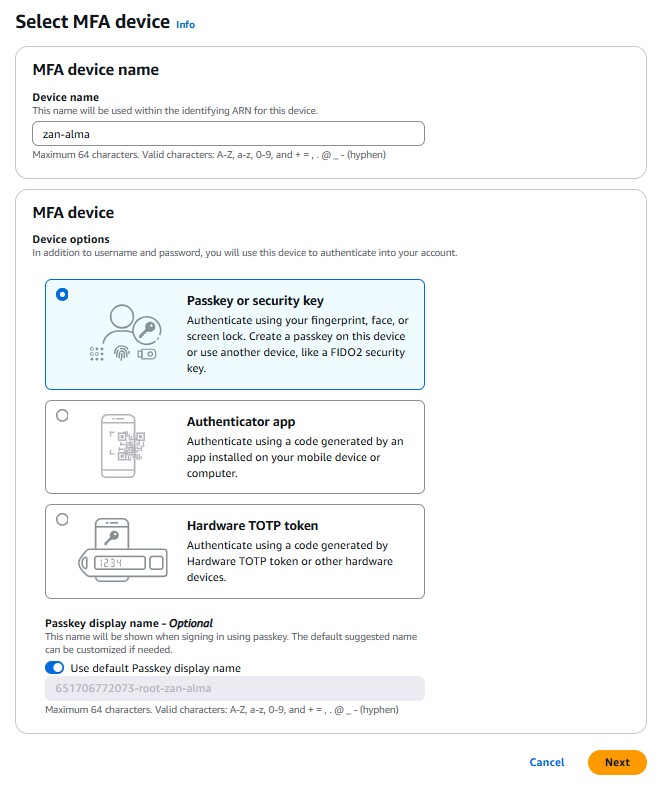 Select MFA device Info
MFA device name
Device name
This name will be used within the identifying ARN for this device.
zan-alma
Maximum 64 characters. Valid characters: A-Z, a-z, 0-9, and + = , . @ _ - (hyphen)
MFA device
Device options
In addition to username and password, you will use this device to authenticate into your account.
Passkey or security key
Authenticate using your fingerprint, face, or
screen lock. Create a passkey on this device
or use another device, like a FIDO2 security
key.
Authenticator app
Authenticate using a code generated by an
app installed on your mobile device or
computer.
Hardware TOTP token
1234
Authenticate using a code generated by
Hardware TOTP token or other hardware
devices.
Passkey display name - Optional
This name will be shown when signing in using passkey. The default suggested name
can be customized if needed.
Use default Passkey display name
651706772073-root-zan-alma
Maximum 64 characters. Valid characters: A-Z, a-z, 0-9, and + = , . @ _ - (hyphen)
Cancel
Next